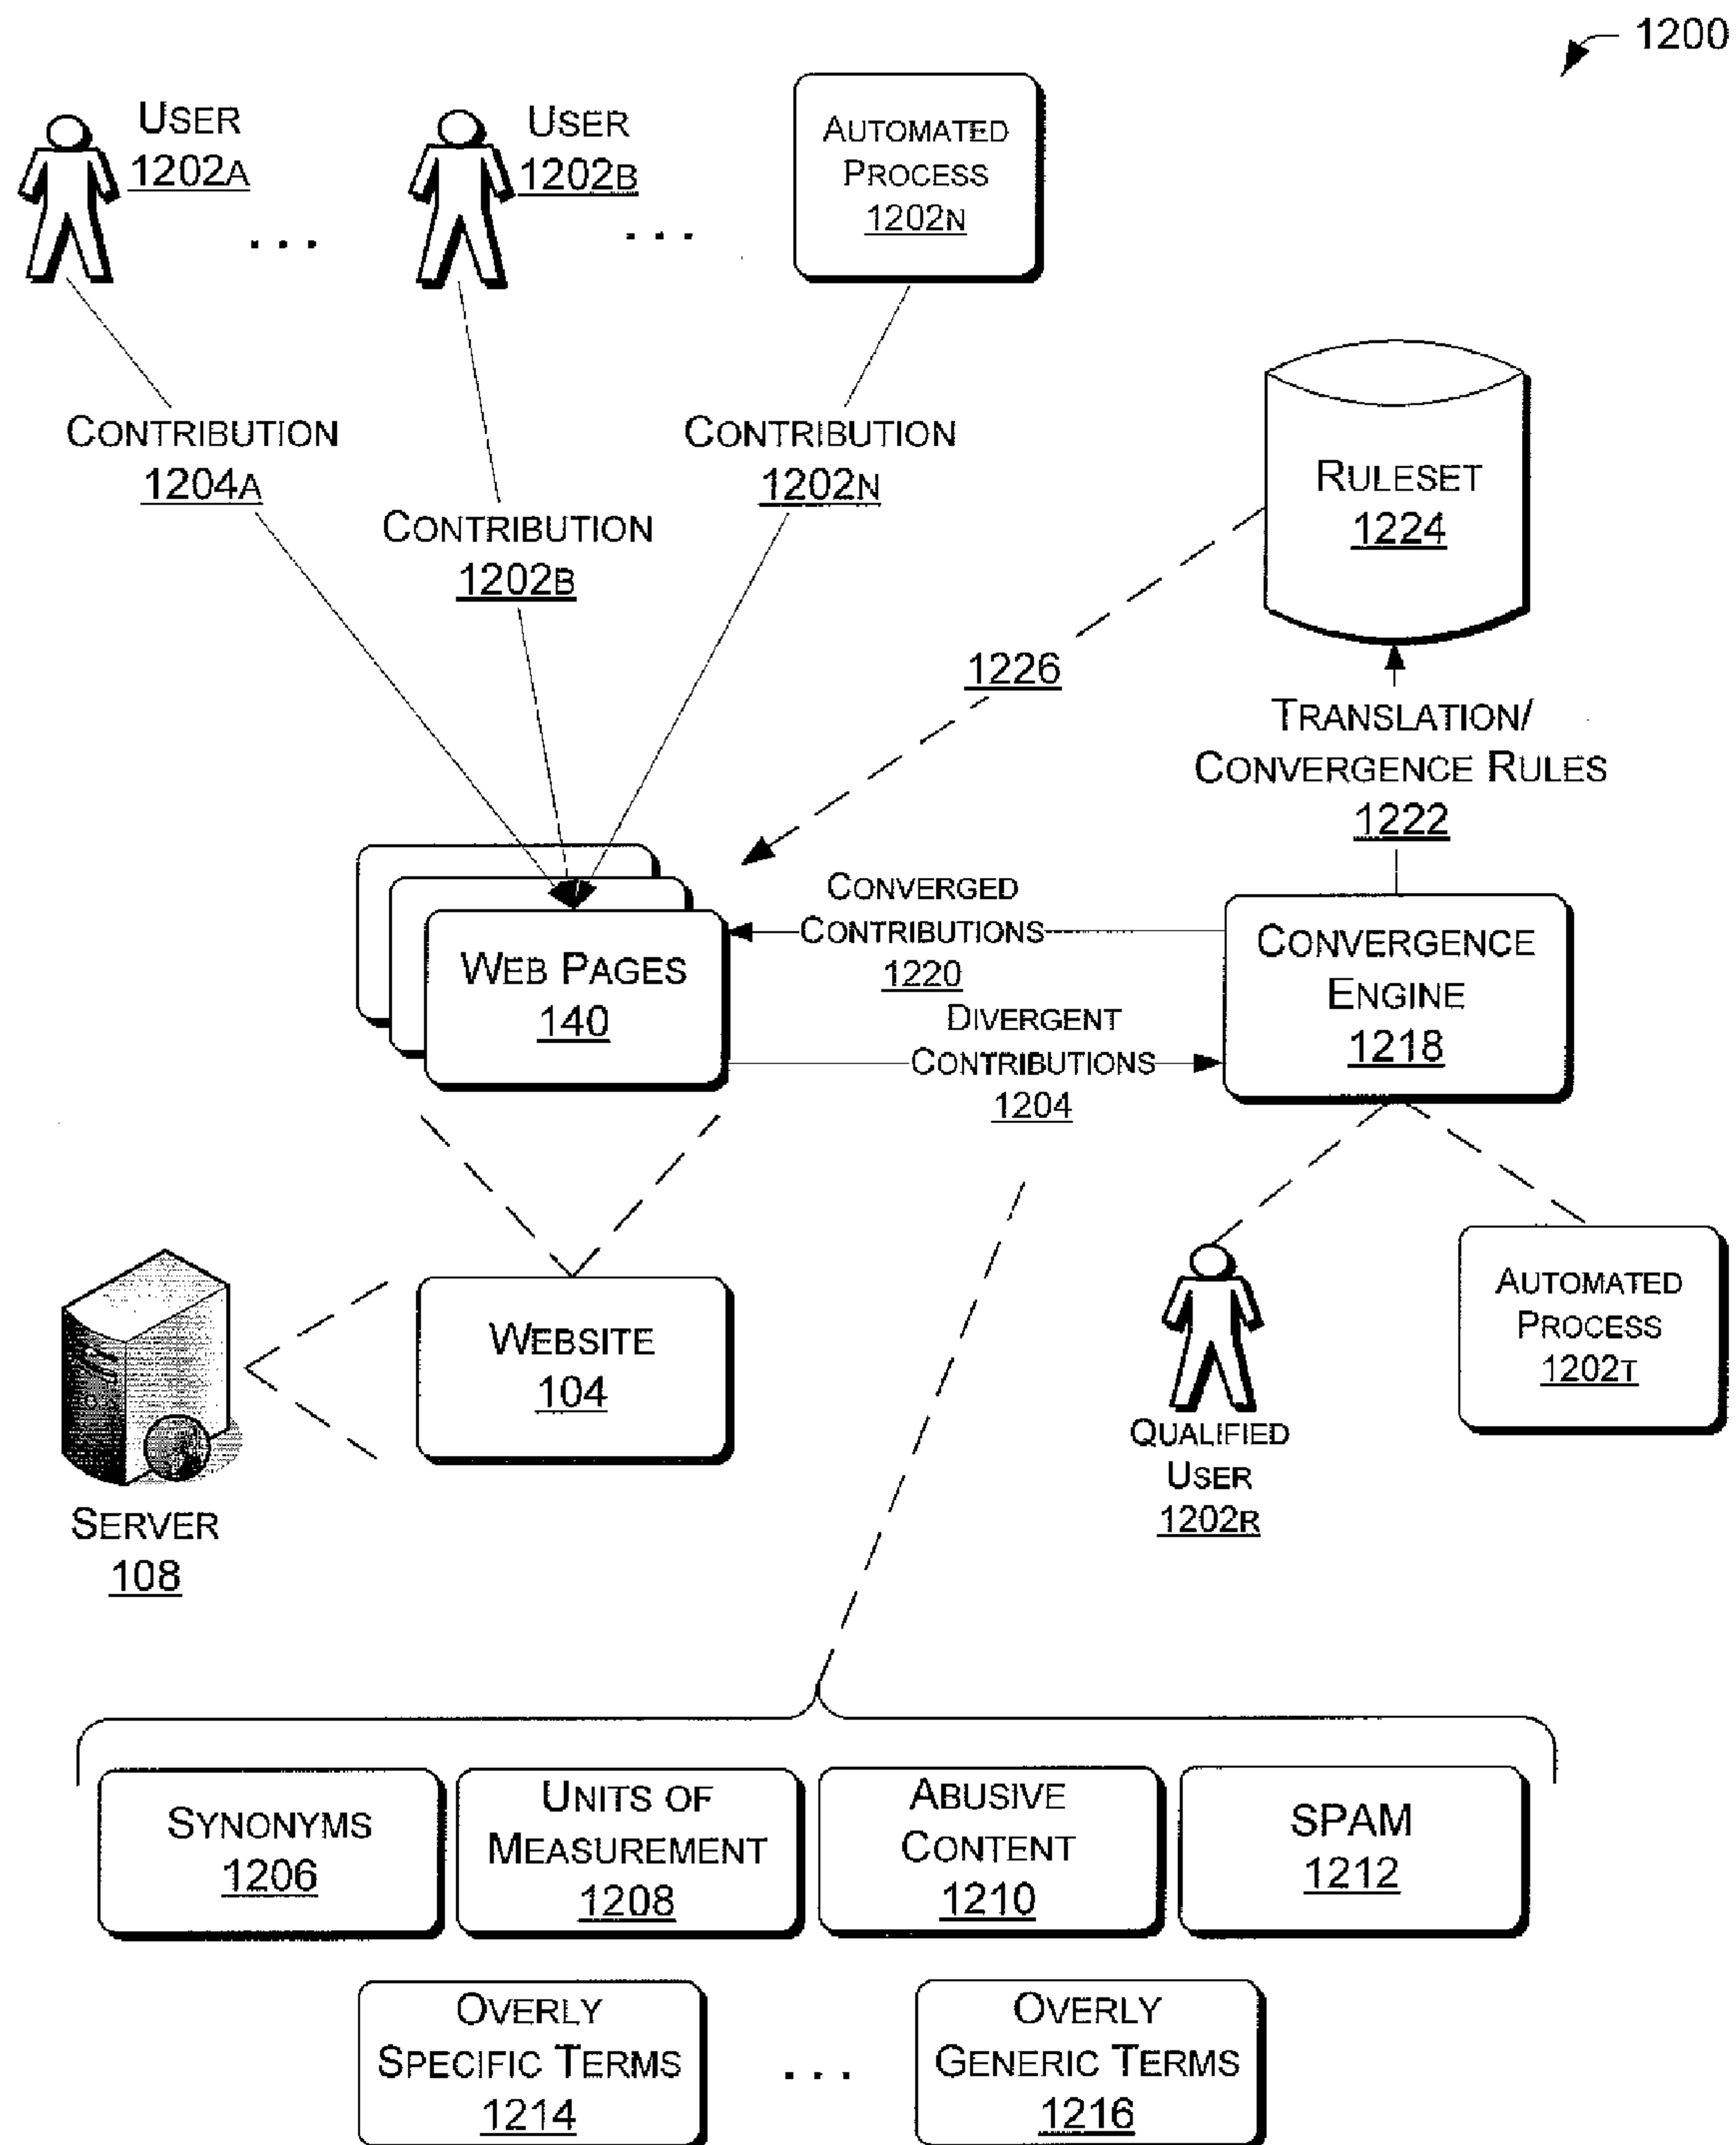 1200
USER
1202A
USER
1202B
AUTOMATED
PROCESS
1202N
...
...
CONTRIBUTION
1204A
CONTRIBUTION
1202B
CONTRIBUTION
1202N
RULESET
1224
1226
TRANSLATION/
CONVERGENCE RULES
1222
WEB PAGES
140
CONVERGED
CONTRIBUTIONS
1220
DIVERGENT
CONTRIBUTIONS
1204
CONVERGENCE
ENGINE
1218
SERVER
108
WEBSITE
104
QUALIFIED
USER
1202R
AUTOMATED
PROCESS
1202T
SYNONYMS
1206
UNITS OF
MEASUREMENT
1208
ABUSIVE
CONTENT
1210
SPAM
1212
OVERLY
SPECIFIC TERMS
1214
...
OVERLY
GENERIC TERMS
1216